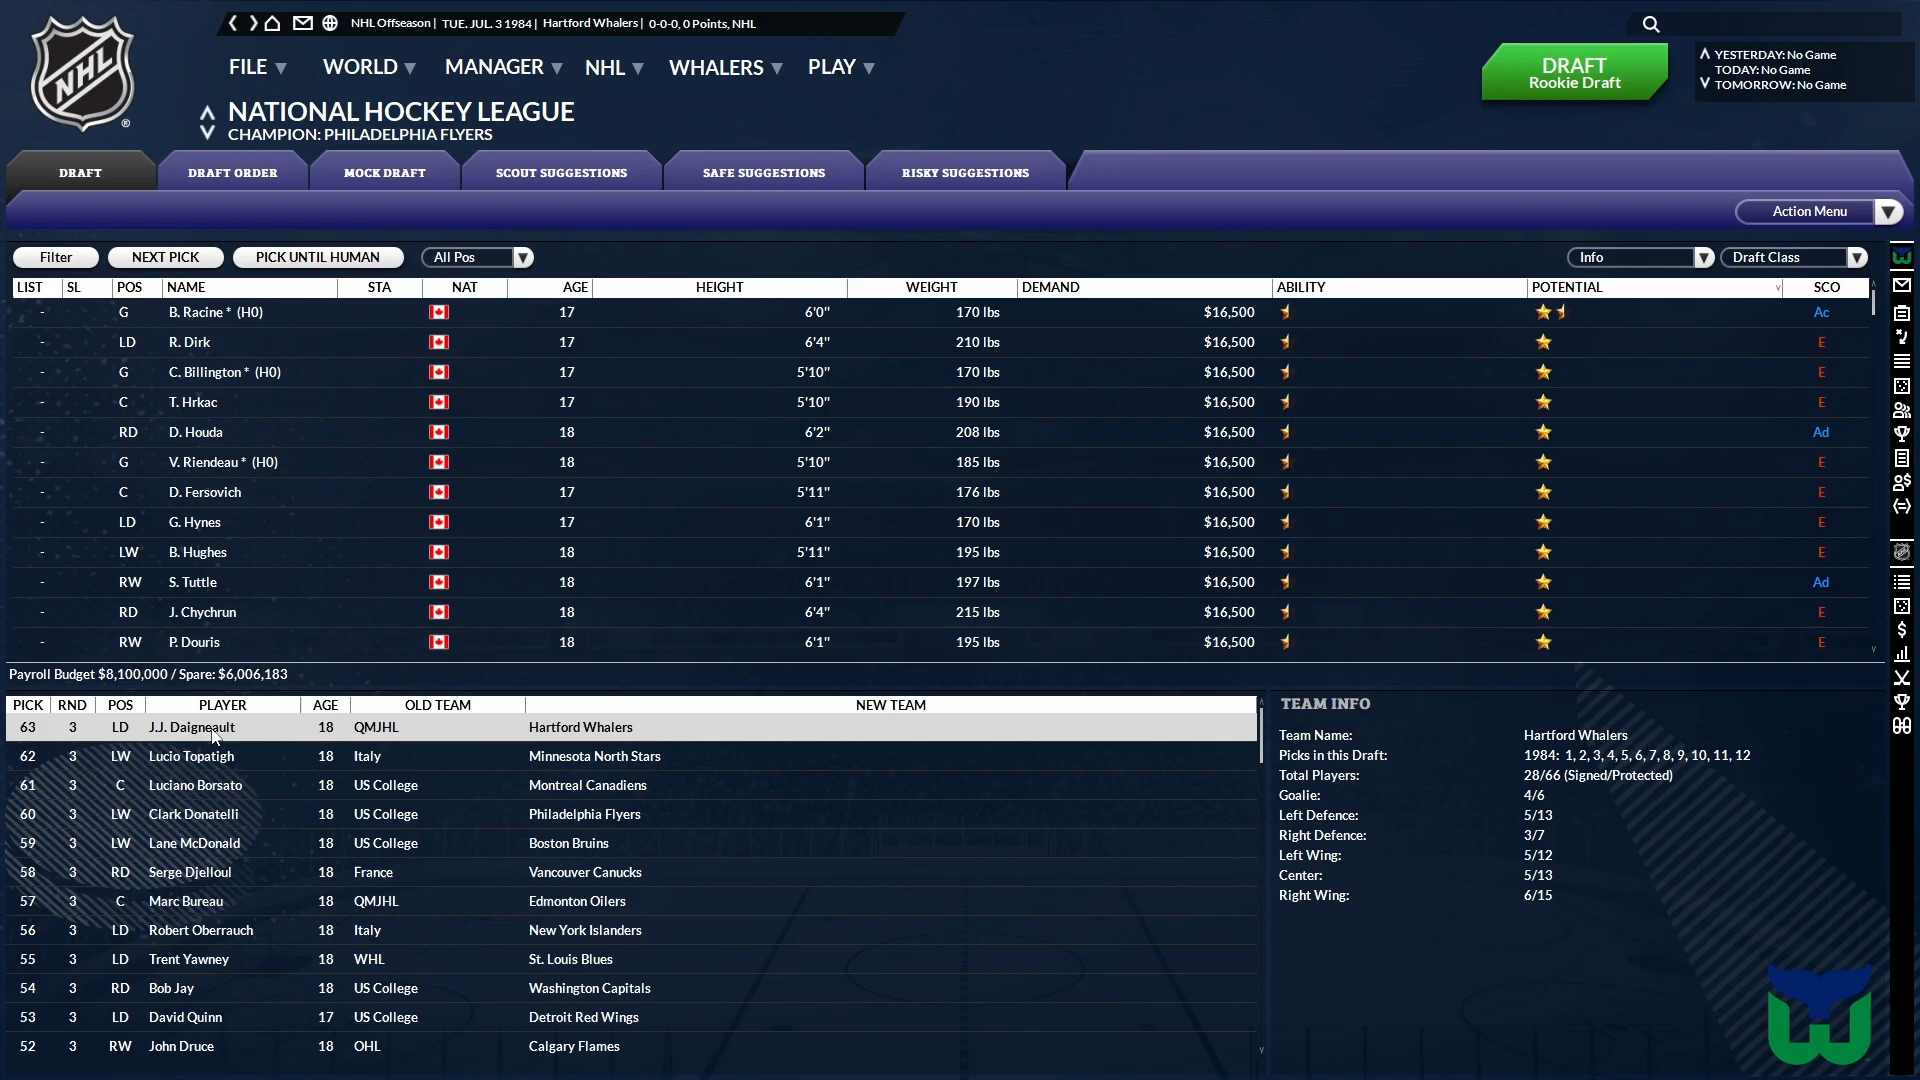 NHL Offseason | TUE. JUL. 3 1984 | Hartford Whalers | 0-0-0, 0 Points, NHL
FILE WORLD MANAGER NHL WHALERS PLAY
DRAFT
Rookie Draft
YESTERDAY: No Game
TODAY: No Game
TOMORROW: No Game
NHL
NATIONAL HOCKEY LEAGUE
CHAMPION: PHILADELPHIA FLYERS
DRAFT DRAFT ORDER MOCK DRAFT SCOUT SUGGESTIONS SAFE SUGGESTIONS RISKY SUGGESTIONS
Action Menu
Filter NEXT PICK PICK UNTIL HUMAN All Pos Info Draft Class
LIST SL POS NAME STA NAT AGE HEIGHT WEIGHT DEMAND ABILITY POTENTIAL SCO
- G B. Racine * (H0) 17 6'0" 170 lbs $16,500 Ac
- LD R. Dirk 17 6'4" 210 lbs $16,500 E
- G C. Billington * (H0) 17 5'10" 170 lbs $16,500 E
- C T. Hrkac 17 5'10" 190 lbs $16,500 E
- RD D. Houda 18 6'2" 208 lbs $16,500 Ad
- G V. Riendeau * (H0) 18 5'10" 185 lbs $16,500 E
- C D. Fersovich 17 5'11" 176 lbs $16,500 E
- LD G. Hynes 17 6'1" 170 lbs $16,500 E
- LW B. Hughes 18 5'11" 195 lbs $16,500 E
- RW S. Tuttle 18 6'1" 197 lbs $16,500 Ad
- RD J. Chychrun 18 6'4" 215 lbs $16,500 E
- RW P. Douris 18 6'1" 195 lbs $16,500 E
Payroll Budget $8,100,000 / Spare: $6,006,183
PICK RND POS PLAYER AGE OLD TEAM NEW TEAM
63 3 LD J.J. Daigneault 18 QMJHL Hartford Whalers
62 3 LW Lucio Topatigh 18 Italy Minnesota North Stars
61 3 C Luciano Borsato 18 US College Montreal Canadiens
60 3 LW Clark Donatelli 18 US College Philadelphia Flyers
59 3 LW Lane McDonald 18 US College Boston Bruins
58 3 RD Serge Djelloul 18 France Vancouver Canucks
57 3 C Marc Bureau 18 QMJHL Edmonton Oilers
56 3 LD Robert Oberrauch 18 Italy New York Islanders
55 3 LD Trent Yawney 18 WHL St. Louis Blues
54 3 RD Bob Jay 18 US College Washington Capitals
53 3 LD David Quinn 17 US College Detroit Red Wings
52 3 RW John Druce 18 OHL Calgary Flames
TEAM INFO
Team Name: Hartford Whalers
Picks in this Draft: 1984: 1, 2, 3, 4, 5, 6, 7, 8, 9, 10, 11, 12
Total Players: 28/66 (Signed/Protected)
Goalie: 4/6
Left Defence: 5/13
Right Defence: 3/7
Left Wing: 5/12
Center: 5/13
Right Wing: 6/15